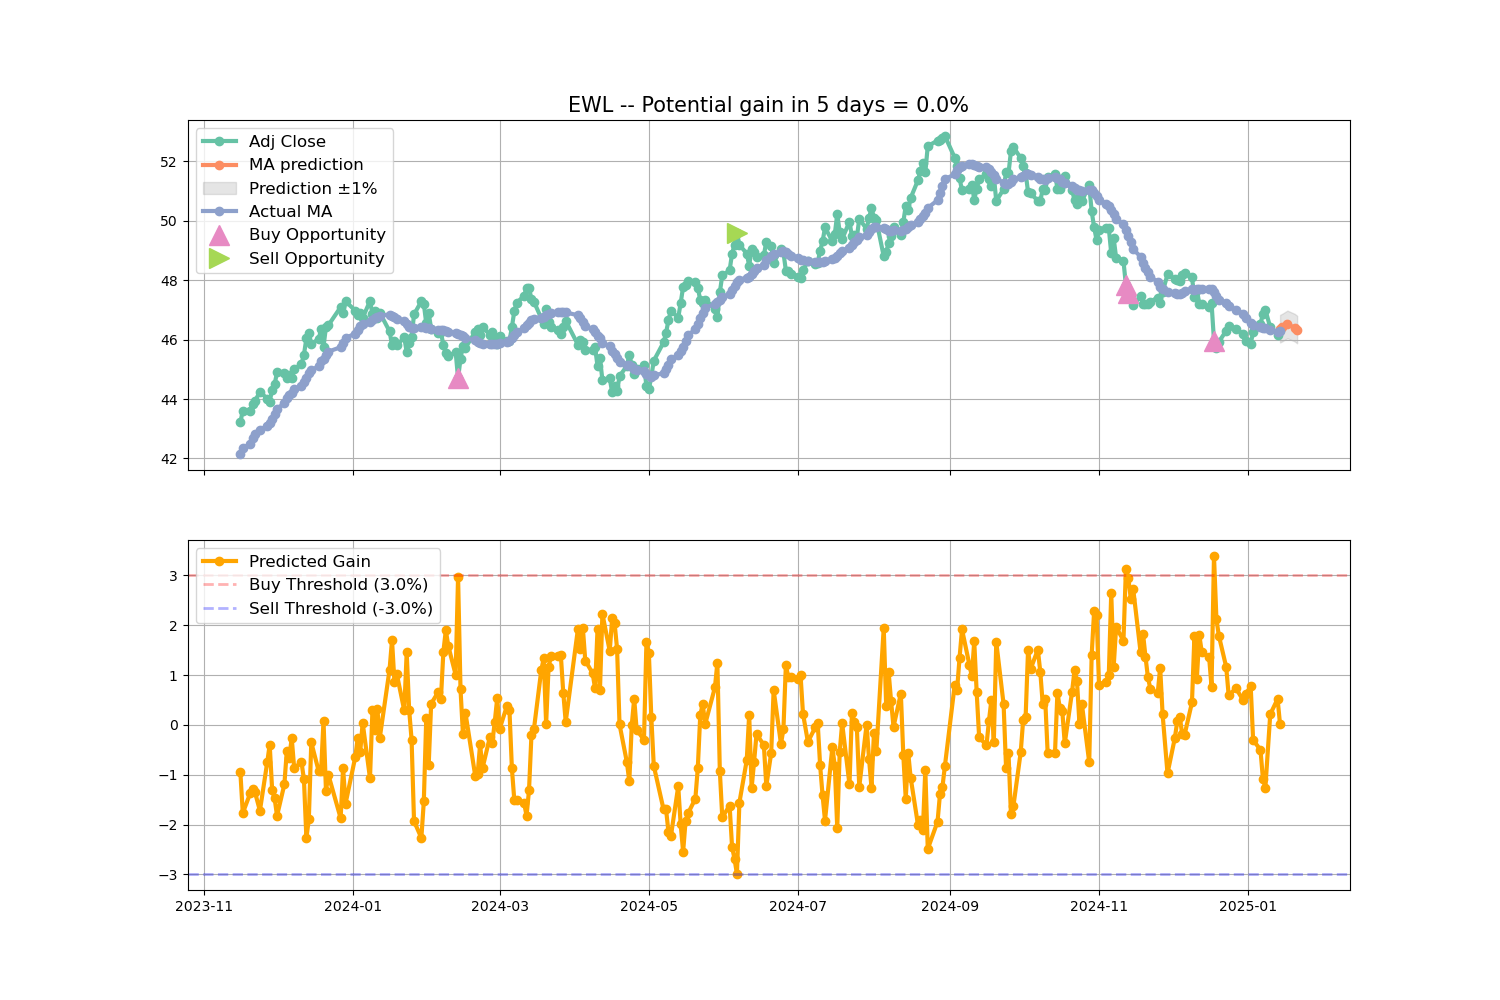 EWL -- Potential gain in 5 days = 0.0%
Adj Close
MA prediction
Prediction ±1%
Actual MA
Buy Opportunity
Sell Opportunity
52
50
48
46
44
42
Predicted Gain
Buy Threshold (3.0%)
Sell Threshold (-3.0%)
3
2
1
0
−1
−2
−3
2023-11 2024-01 2024-03 2024-05 2024-07 2024-09 2024-11 2025-01